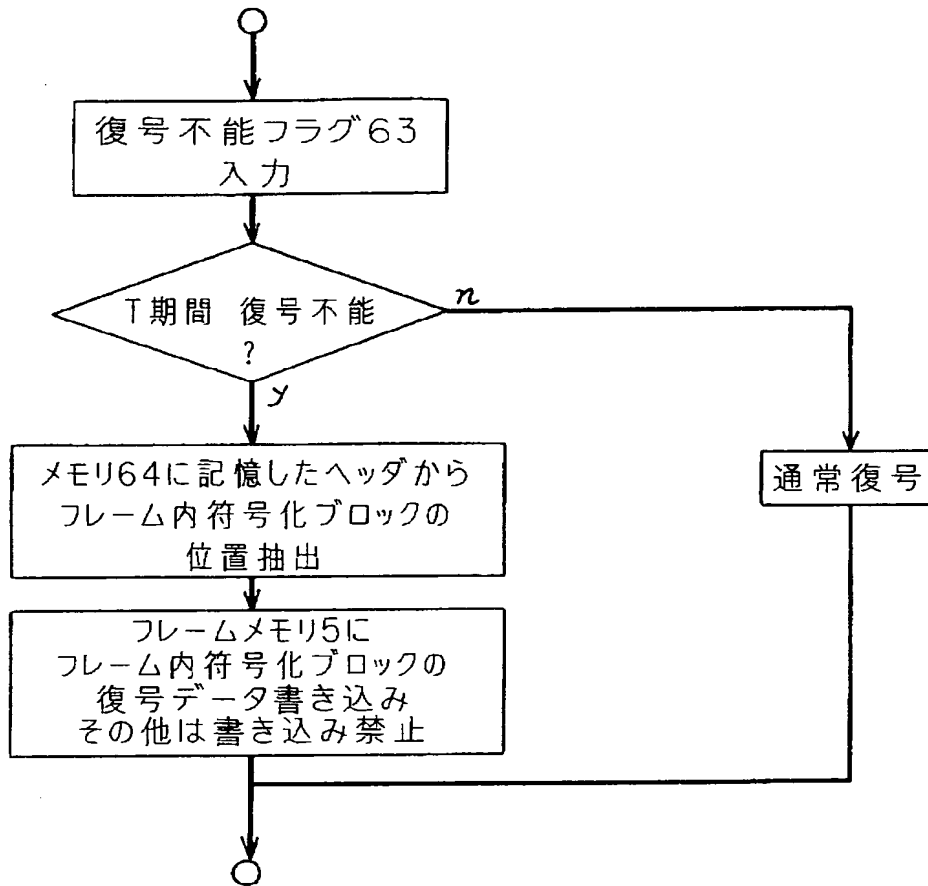 復号不能フラグ63
入力
T期間 復号不能
?
n
y
メモリ64に記憶したヘッダから
フレーム内符号化ブロックの
位置抽出
通常復号
フレームメモリ5に
フレーム内符号化ブロックの
復号データ書き込み
その他は書き込み禁止